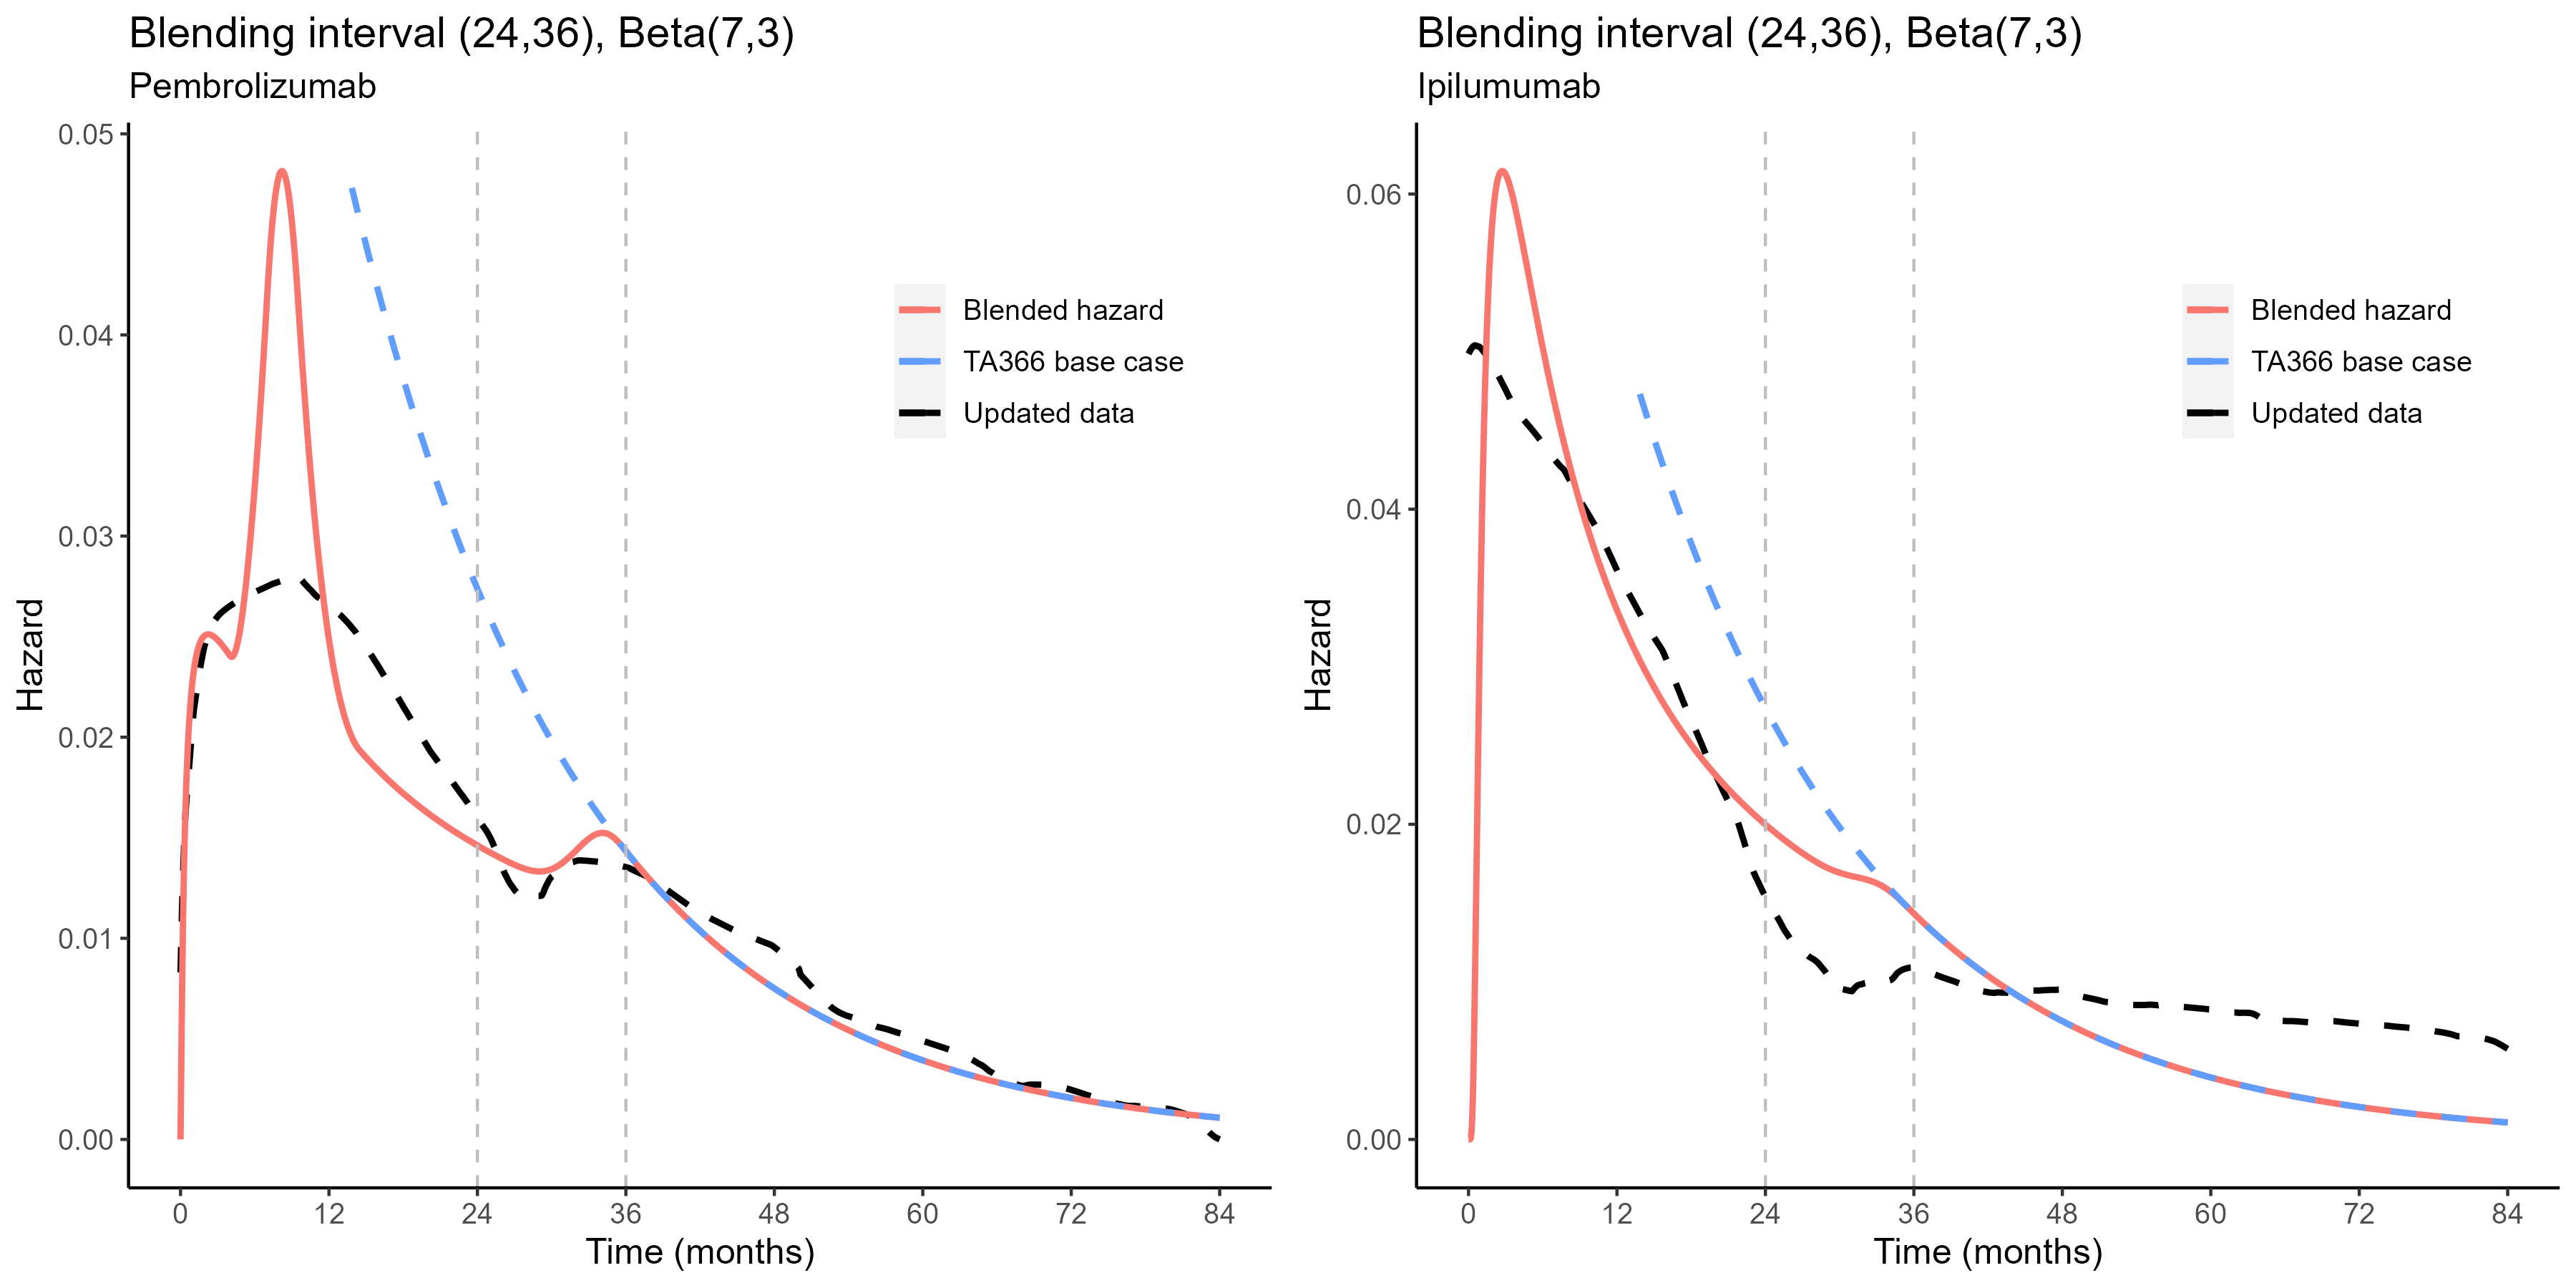 Blending interval (24,36), Beta(7,3)
Pembrolizumab
Hazard
0.05
0.04
0.03
0.02
0.01
0.00
Blended hazard
TA366 base case
Updated data
0 12 24 36 48 60 72 84
Time (months)
Blending interval (24,36), Beta(7,3)
Ipilumumab
Hazard
0.06
0.04
0.02
0.00
Blended hazard
TA366 base case
Updated data
0 12 24 36 48 60 72 84
Time (months)